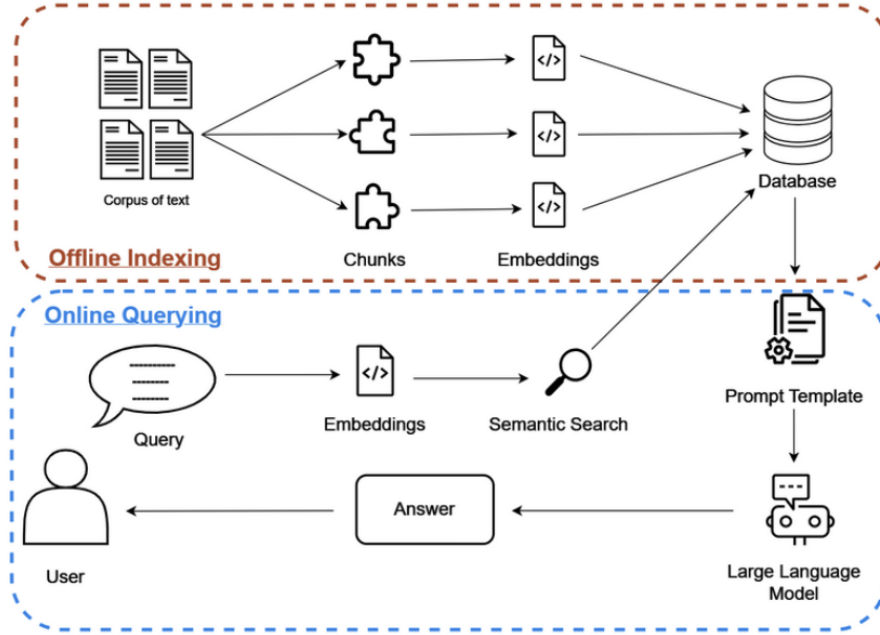 Corpus of text
Database
Offline Indexing
Chunks
Embeddings
Online Querying
Query
Embeddings
Semantic Search
Prompt Template
Answer
User
Large Language
Model